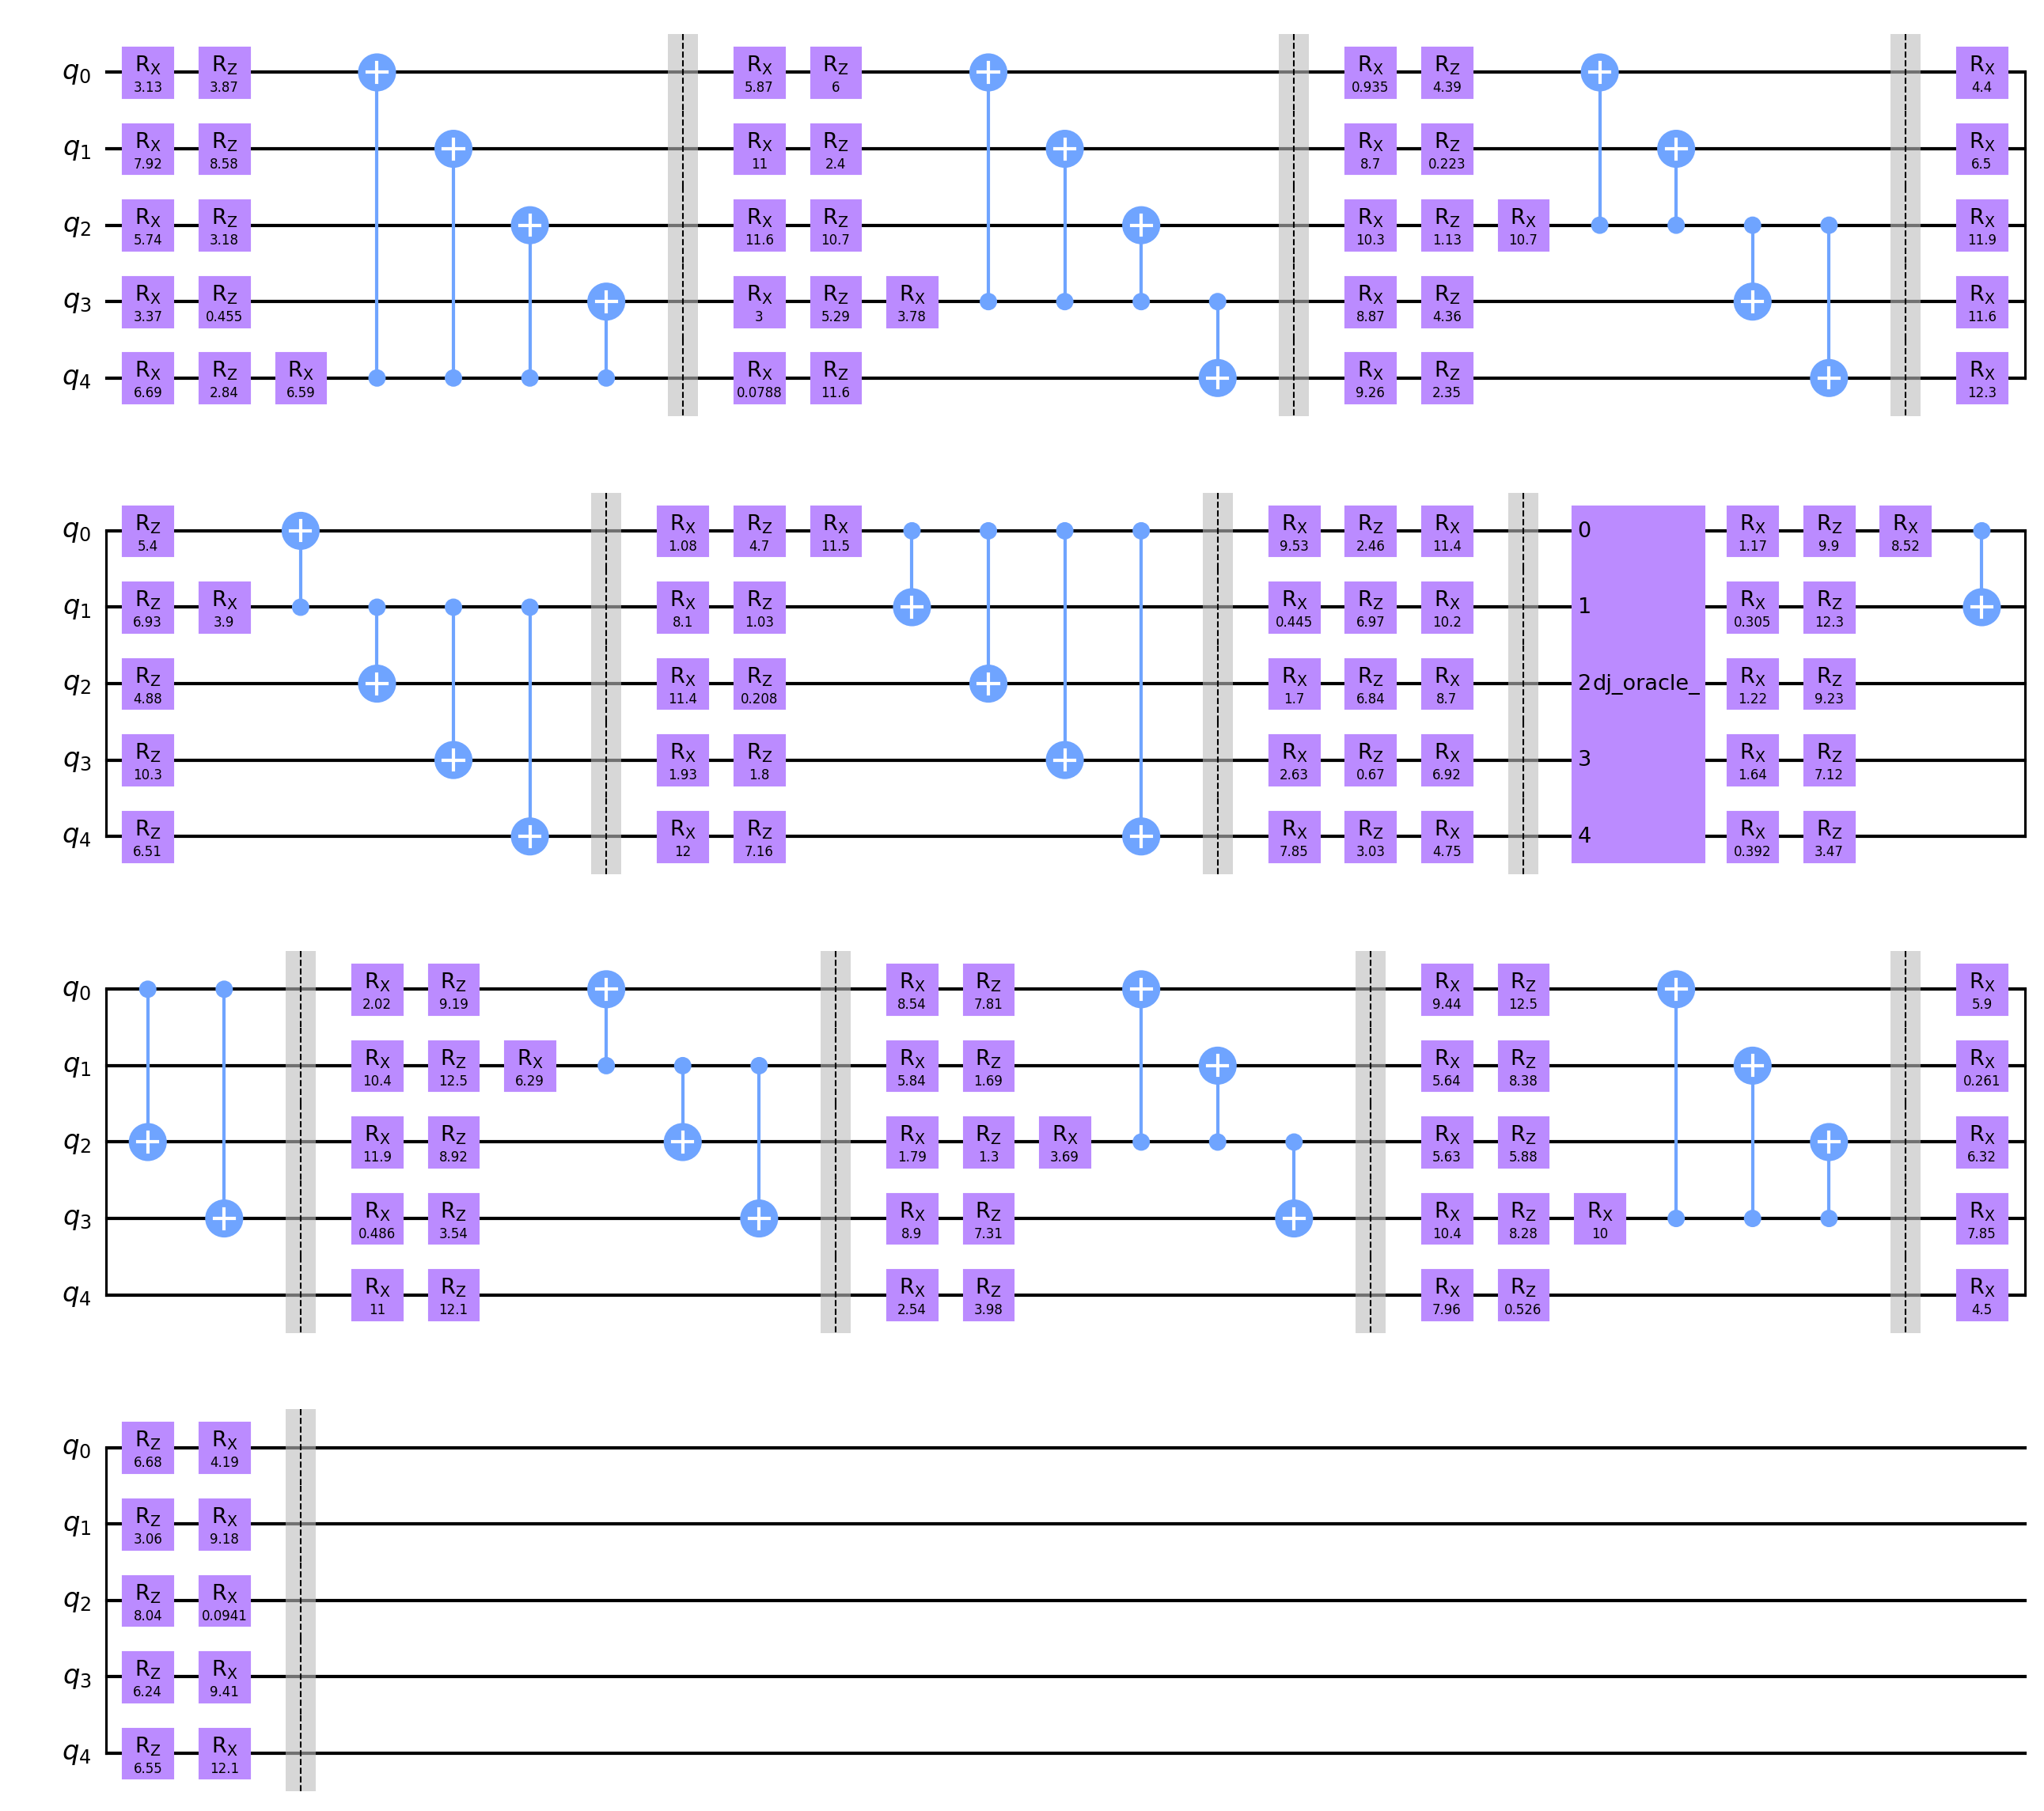 q0 RX 3.13 RZ 3.87 RX 5.87 RZ 6 RX 0.935 RZ 4.39 RX 4.4
q1 RX 7.92 RZ 8.58 RX 11 RZ 2.4 RX 8.7 RZ 0.223 RX 6.5
q2 RX 5.74 RZ 3.18 RX 11.6 RZ 10.7 RX 10.3 RZ 1.13 RX 10.7 RX 11.9
q3 RX 3.37 RZ 0.455 RX 3 RZ 5.29 RX 3.78 RX 8.87 RZ 4.36 RX 11.6
q4 RX 6.69 RZ 2.84 RX 6.59 RX 0.0788 RZ 11.6 RX 9.26 RZ 2.35 RX 12.3
q0 RZ 5.4 RX 1.08 RZ 4.7 RX 11.5 RX 9.53 RZ 2.46 RX 11.4 0 RX 1.17 RZ 9.9 RX 8.52
q1 RZ 6.93 RX 3.9 RX 8.1 RZ 1.03 RX 0.445 RZ 6.97 RX 10.2 1 RX 0.305 RZ 12.3
q2 RZ 4.88 RX 11.4 RZ 0.208 RX 1.7 RZ 6.84 RX 8.7 2 dj_oracle_ RX 1.22 RZ 9.23
q3 RZ 10.3 RX 1.93 RZ 1.8 RX 2.63 RZ 0.67 RX 6.92 3 RX 1.64 RZ 7.12
q4 RZ 6.51 RX 12 RZ 7.16 RX 7.85 RZ 3.03 RX 4.75 4 RX 0.392 RZ 3.47
q0 RX 2.02 RZ 9.19 RX 8.54 RZ 7.81 RX 9.44 RZ 12.5 RX 5.9
q1 RX 10.4 RZ 12.5 RX 6.29 RX 5.84 RZ 1.69 RX 5.64 RZ 8.38 RX 0.261
q2 RX 11.9 RZ 8.92 RX 1.79 RZ 1.3 RX 3.69 RX 5.63 RZ 5.88 RX 6.32
q3 RX 0.486 RZ 3.54 RX 8.9 RZ 7.31 RX 10.4 RZ 8.28 RX 10 RX 7.85
q4 RX 11 RZ 12.1 RX 2.54 RZ 3.98 RX 7.96 RZ 0.526 RX 4.5
q0 RZ 6.68 RX 4.19
q1 RZ 3.06 RX 9.18
q2 RZ 8.04 RX 0.0941
q3 RZ 6.24 RX 9.41
q4 RZ 6.55 RX 12.1